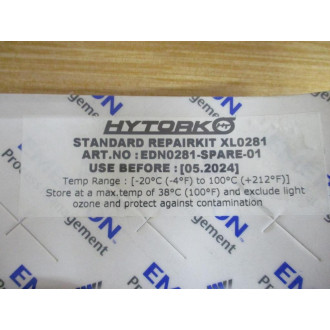 HYTORK
STANDARD REPAIRKIT XL0281
ART.NO : EDN0281-SPARE-01
USE BEFORE : [05.2024]
Temp Range : [-20°C (-4°F) to 100°C (+212°F)]
Store at a max.temp of 38°C (100°F) and exclude light
ozone and protect against contamination